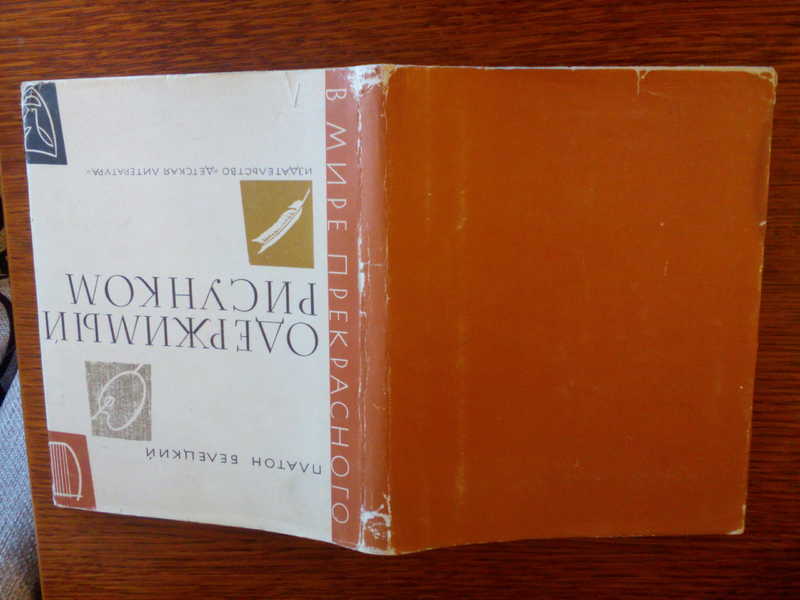 ПЛАТОН БЕЛЕЦКИЙ
ОДЕРЖИМЫЙ
РИСУНКОМ
ИЗДАТЕЛЬСТВО «ДЕТСКАЯ ЛИТЕРАТУРА»
В МИРЕ ПРЕКРАСНОГО